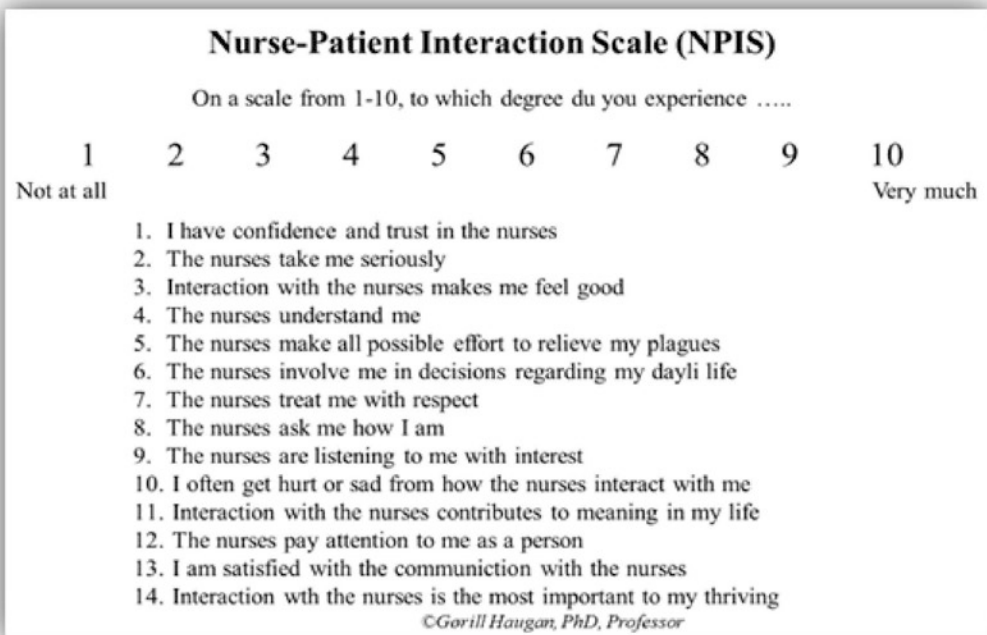 Nurse-Patient Interaction Scale (NPIS)
On a scale from 1-10, to which degree du you experience .....
1 2 3 4 5 6 7 8 9 10
Not at all Very much
1. I have confidence and trust in the nurses
2. The nurses take me seriously
3. Interaction with the nurses makes me feel good
4. The nurses understand me
5. The nurses make all possible effort to relieve my plagues
6. The nurses involve me in decisions regarding my dayli life
7. The nurses treat me with respect
8. The nurses ask me how I am
9. The nurses are listening to me with interest
10. I often get hurt or sad from how the nurses interact with me
11. Interaction with the nurses contributes to meaning in my life
12. The nurses pay attention to me as a person
13. I am satisfied with the communiction with the nurses
14. Interaction wth the nurses is the most important to my thriving
©Gørill Haugan, PhD, Professor